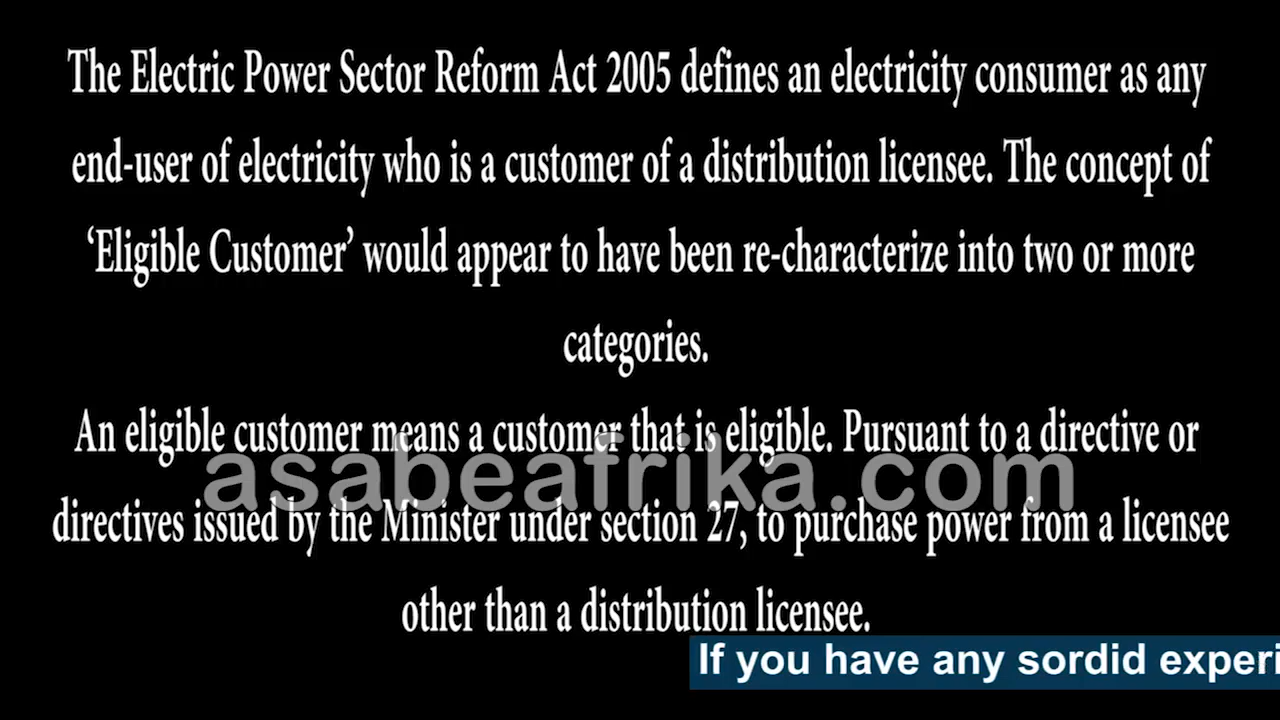 The Electric Power Sector Reform Act 2005 defines an electricity consumer as any
end-user of electricity who is a customer of a distribution licensee. The concept of
‘Eligible Customer’ would appear to have been re-characterize into two or more
categories.
An eligible customer means a customer that is eligible. Pursuant to a directive or
asabeafrika.com
directives issued by the Minister under section 27, to purchase power from a licensee
other than a distribution licensee.
If you have any sordid experi